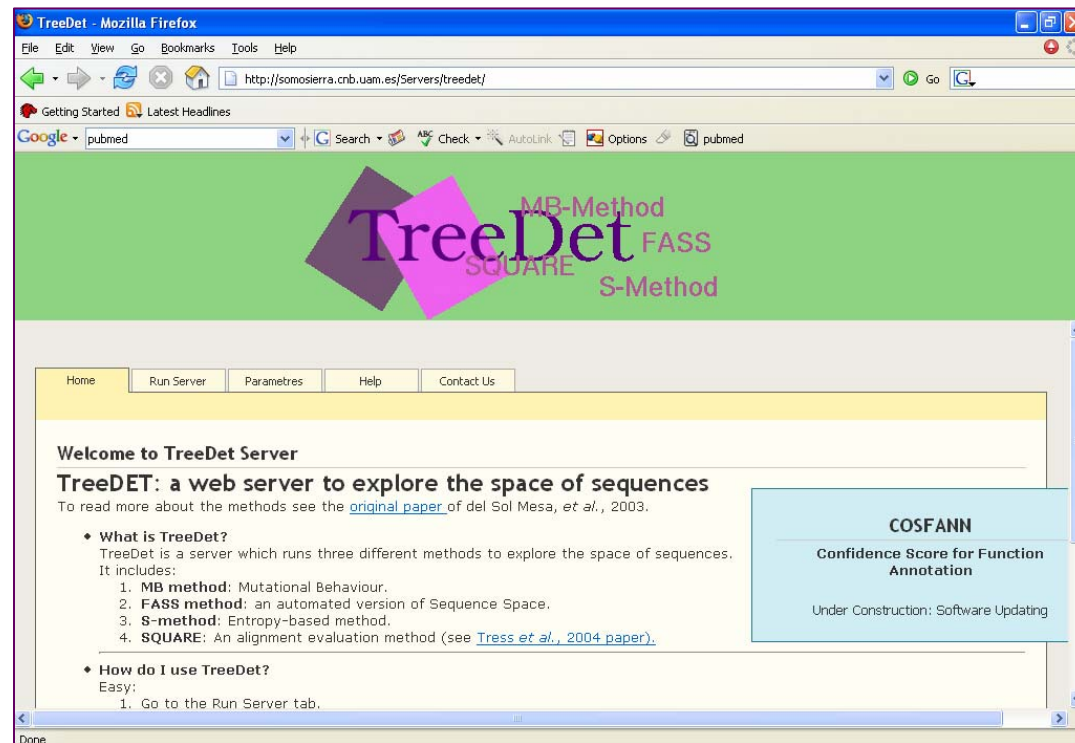 TreeDet - Mozilla Firefox
File Edit View Go Bookmarks Tools Help
http://somosierra.cnb.uam.es/Servers/treedet/ Go G
Getting Started Latest Headlines
Google pubmed G Search ABC Check AutoLink Options pubmed
MB-Method
TreeDet
FASS
SQUARE
S-Method
Home Run Server Parametres Help Contact Us
Welcome to TreeDet Server
TreeDET: a web server to explore the space of sequences
To read more about the methods see the original paper of del Sol Mesa, et al., 2003.
• What is TreeDet?
TreeDet is a server which runs three different methods to explore the space of sequences.
It includes:
1. MB method: Mutational Behaviour.
2. FASS method: an automated version of Sequence Space.
3. S-method: Entropy-based method.
4. SQUARE: An alignment evaluation method (see Tress et al., 2004 paper).
• How do I use TreeDet?
Easy:
1. Go to the Run Server tab.
COSFANN
Confidence Score for Function
Annotation
Under Construction: Software Updating
Done